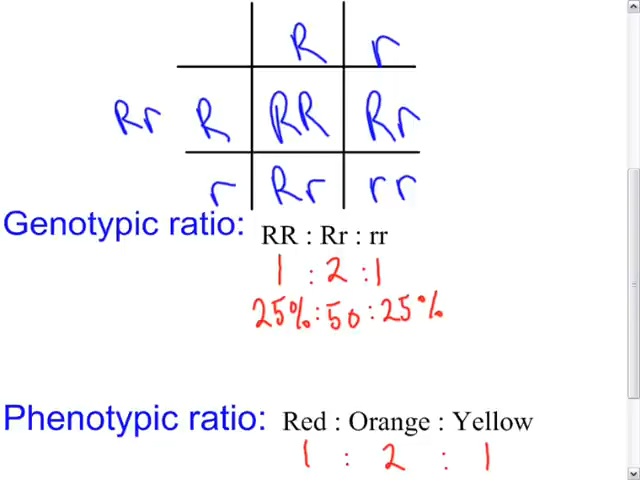 R r
Rr R RR Rr
r Rr rr
Genotypic ratio: RR : Rr : rr
1 : 2 : 1
25% : 50 : 25%
Phenotypic ratio: Red : Orange : Yellow
1 : 2 : 1